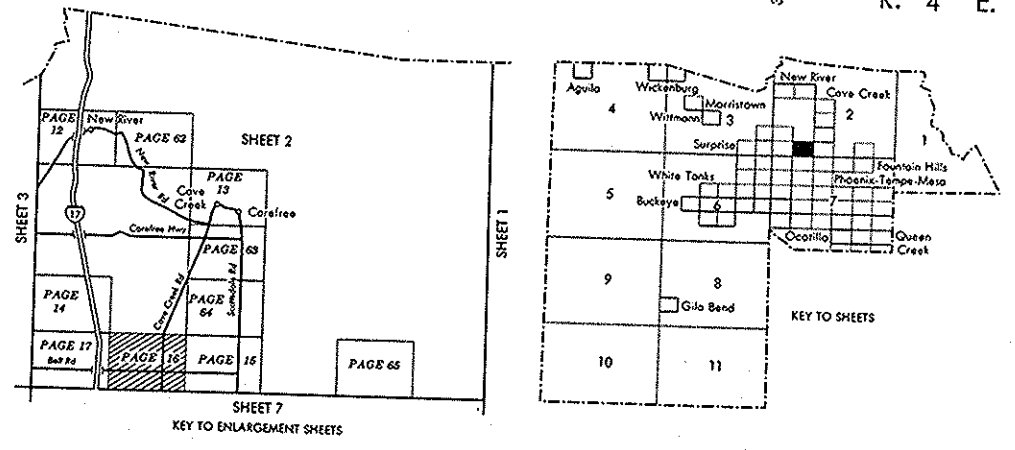 R. 4 E.
PAGE
12
New River
PAGE 62
SHEET 2
New River Rd
PAGE
13
Cave
Creek
Carefree
17
Carefree Hwy
SHEET 3
SHEET 1
PAGE 63
Cave Creek Rd
Scottsdale Rd
PAGE
14
PAGE
64
PAGE 17
Bell Rd
PAGE 16
PAGE 15
PAGE 65
SHEET 7
KEY TO ENLARGEMENT SHEETS
New River
Aguila
Wickenburg
Cave Creek
4
Morristown
2
Wittmann
3
1
Surprise
Fountain Hills
White Tanks
Phoenix-Tempe-Mesa
5
Buckeye
6
7
Ocotillo
Queen
Creek
9
8
Gila Bend
KEY TO SHEETS
10
11